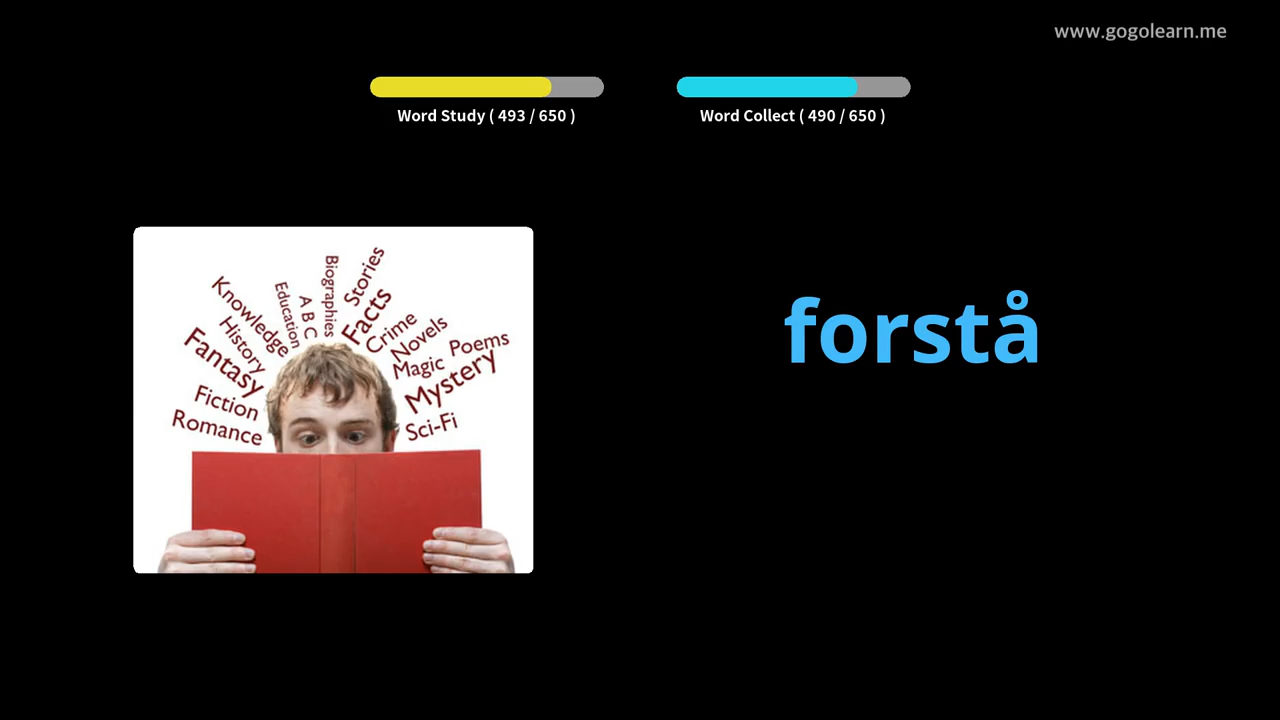 www.gogolearn.me
Word Study ( 493 / 650 )
Word Collect ( 490 / 650 )
forstå
Biographies
Stories
Education
A B C
Facts
Knowledge
Crime
History
Novels
Poems
Fantasy
Magic
Mystery
Fiction
Romance
Sci-Fi